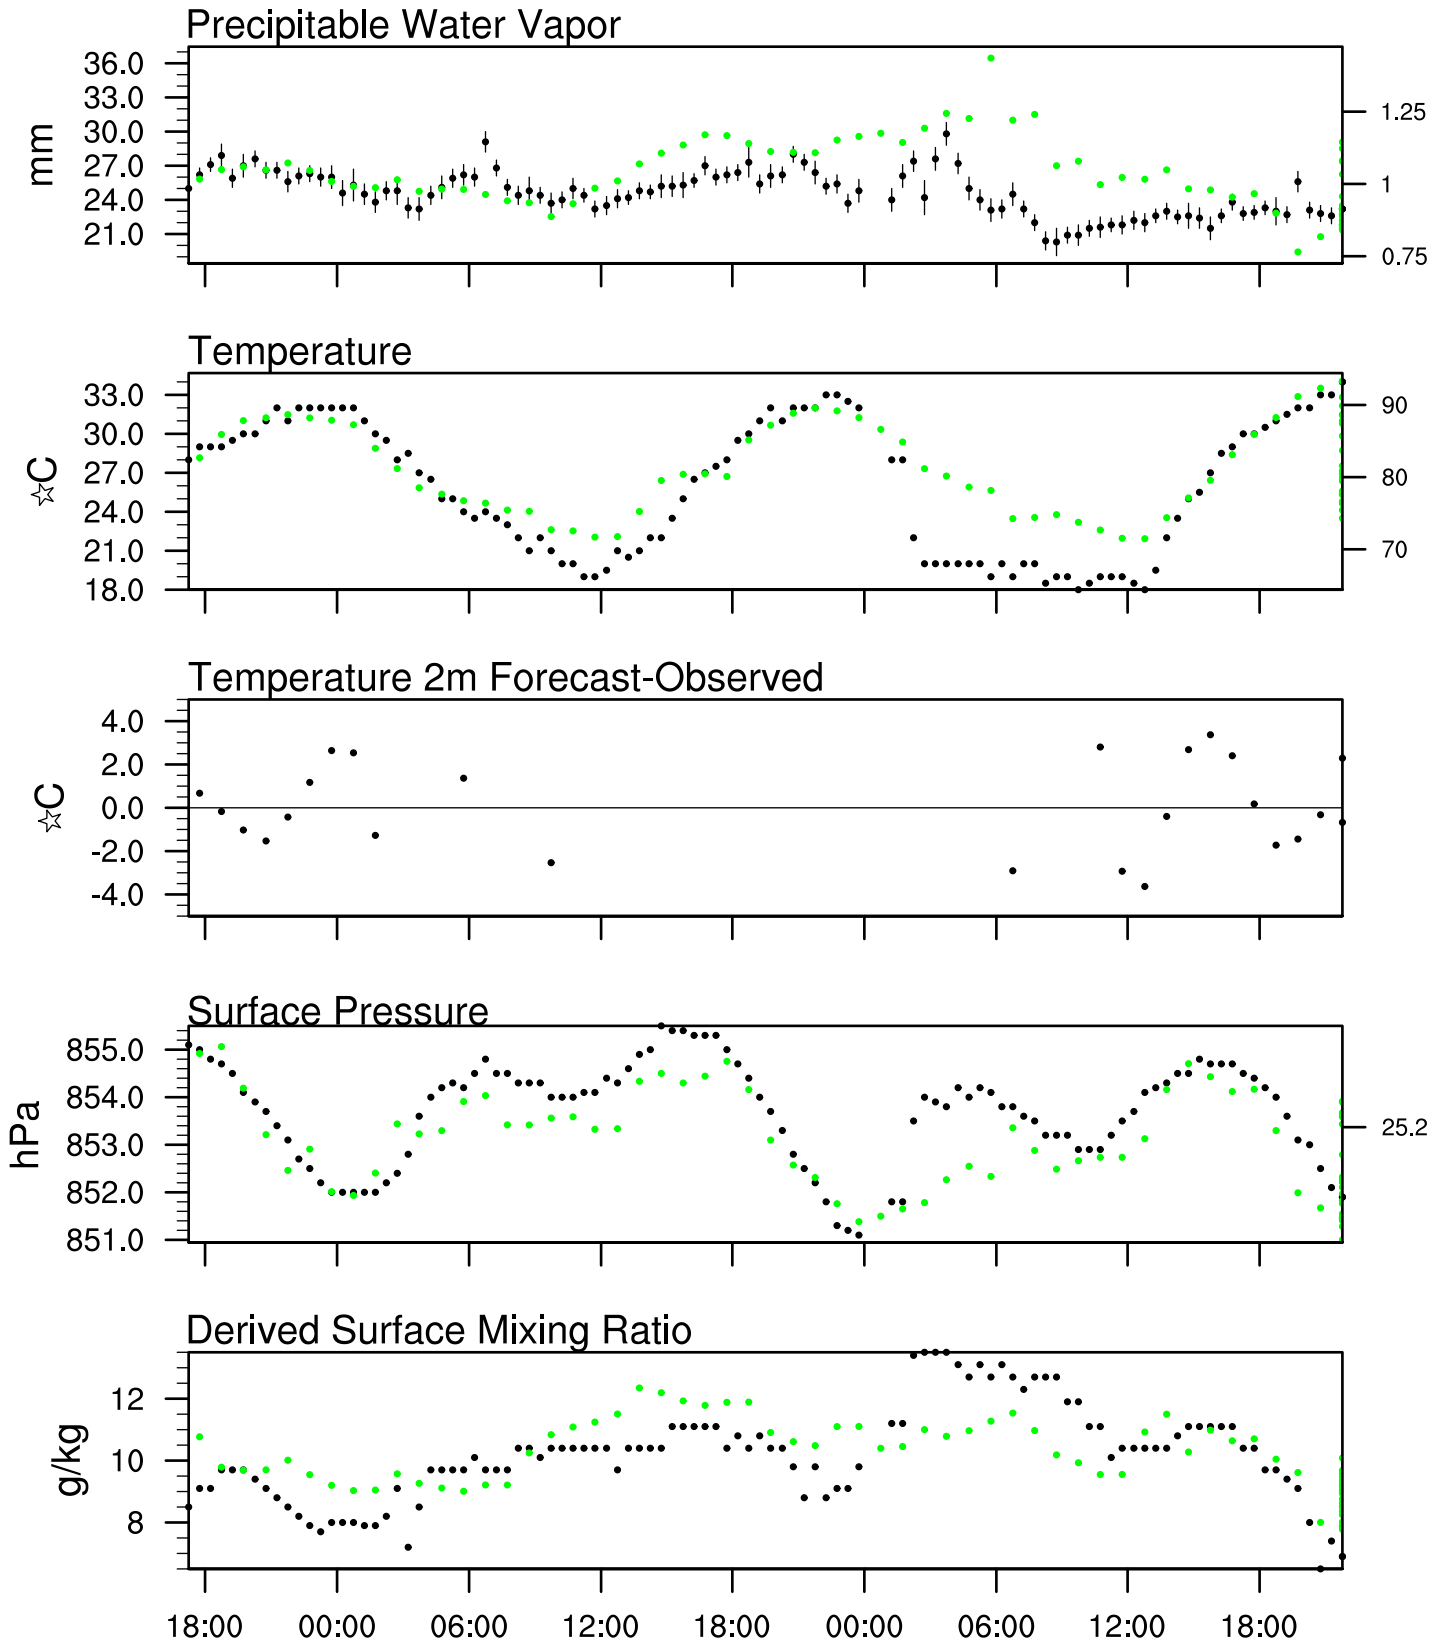 Precipitable Water Vapor
36.0
33.0
30.0
27.0
24.0
21.0
mm
1.25
1
0.75
Temperature
33.0
30.0
27.0
24.0
21.0
18.0
☆C
90
80
70
Temperature 2m Forecast-Observed
4.0
2.0
0.0
-2.0
-4.0
☆C
Surface Pressure
855.0
854.0
853.0
852.0
851.0
hPa
25.2
Derived Surface Mixing Ratio
12
10
8
g/kg
18:00 00:00 06:00 12:00 18:00 00:00 06:00 12:00 18:00